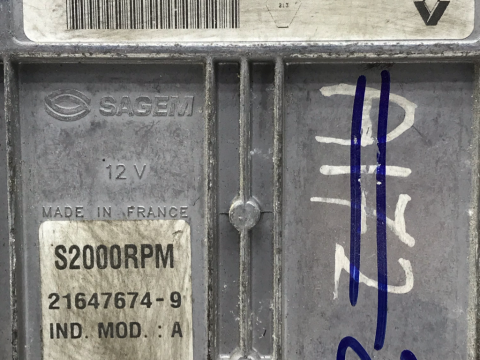 SAGEM
12 V
MADE IN FRANCE
S2000RPM
21647674-9
IND. MOD. : A